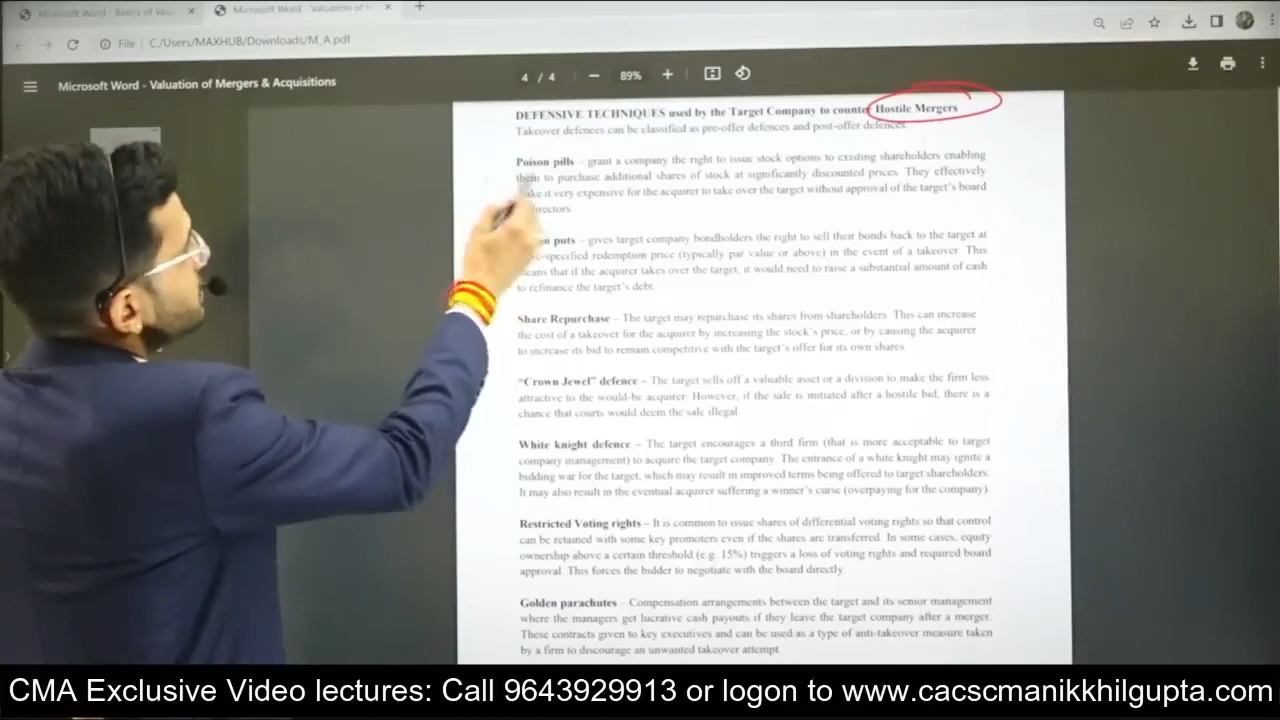 Microsoft Word - Basics of Valu
Microsoft Word - Valuation of M
File C:/Users/MAXHUB/Downloads/M_A.pdf
Microsoft Word - Valuation of Mergers & Acquisitions
4 / 4
89%
DEFENSIVE TECHNIQUES used by the Target Company to counter Hostile Mergers
Takeover defences can be classified as pre-offer defences and post-offer defences.
Poison pills – grant a company the right to issue stock options to existing shareholders enabling
them to purchase additional shares of stock at significantly discounted prices. They effectively
ke it very expensive for the acquirer to take over the target without approval of the target's board
irectors.
n puts - gives target company bondholders the right to sell their bonds back to the target at
-specified redemption price (typically par value or above) in the event of a takeover. This
means that if the acquirer takes over the target, it would need to raise a substantial amount of cash
to refinance the target's debt.
Share Repurchase – The target may repurchase its shares from shareholders. This can increase
the cost of a takeover for the acquirer by increasing the stock's price, or by causing the acquirer
to increase its bid to remain competitive with the target's offer for its own shares.
"Crown Jewel" defence – The target sells off a valuable asset or a division to make the firm less
attractive to the would-be acquirer. However, if the sale is initiated after a hostile bid, there is a
chance that courts would deem the sale illegal.
White knight defence – The target encourages a third firm (that is more acceptable to target
company management) to acquire the target company. The entrance of a white knight may ignite a
bidding war for the target, which may result in improved terms being offered to target shareholders.
It may also result in the eventual acquirer suffering a winner's curse (overpaying for the company).
Restricted Voting rights – It is common to issue shares of differential voting rights so that control
can be retained with some key promoters even if the shares are transferred. In some cases, equity
ownership above a certain threshold (e.g. 15%) triggers a loss of voting rights and required board
approval. This forces the bidder to negotiate with the board directly.
Golden parachutes – Compensation arrangements between the target and its senior management
where the managers get lucrative cash payouts if they leave the target company after a merger.
These contracts given to key executives and can be used as a type of anti-takeover measure taken
by a firm to discourage an unwanted takeover attempt.
CMA Exclusive Video lectures: Call 9643929913 or logon to www.cacscmanikkhilgupta.com